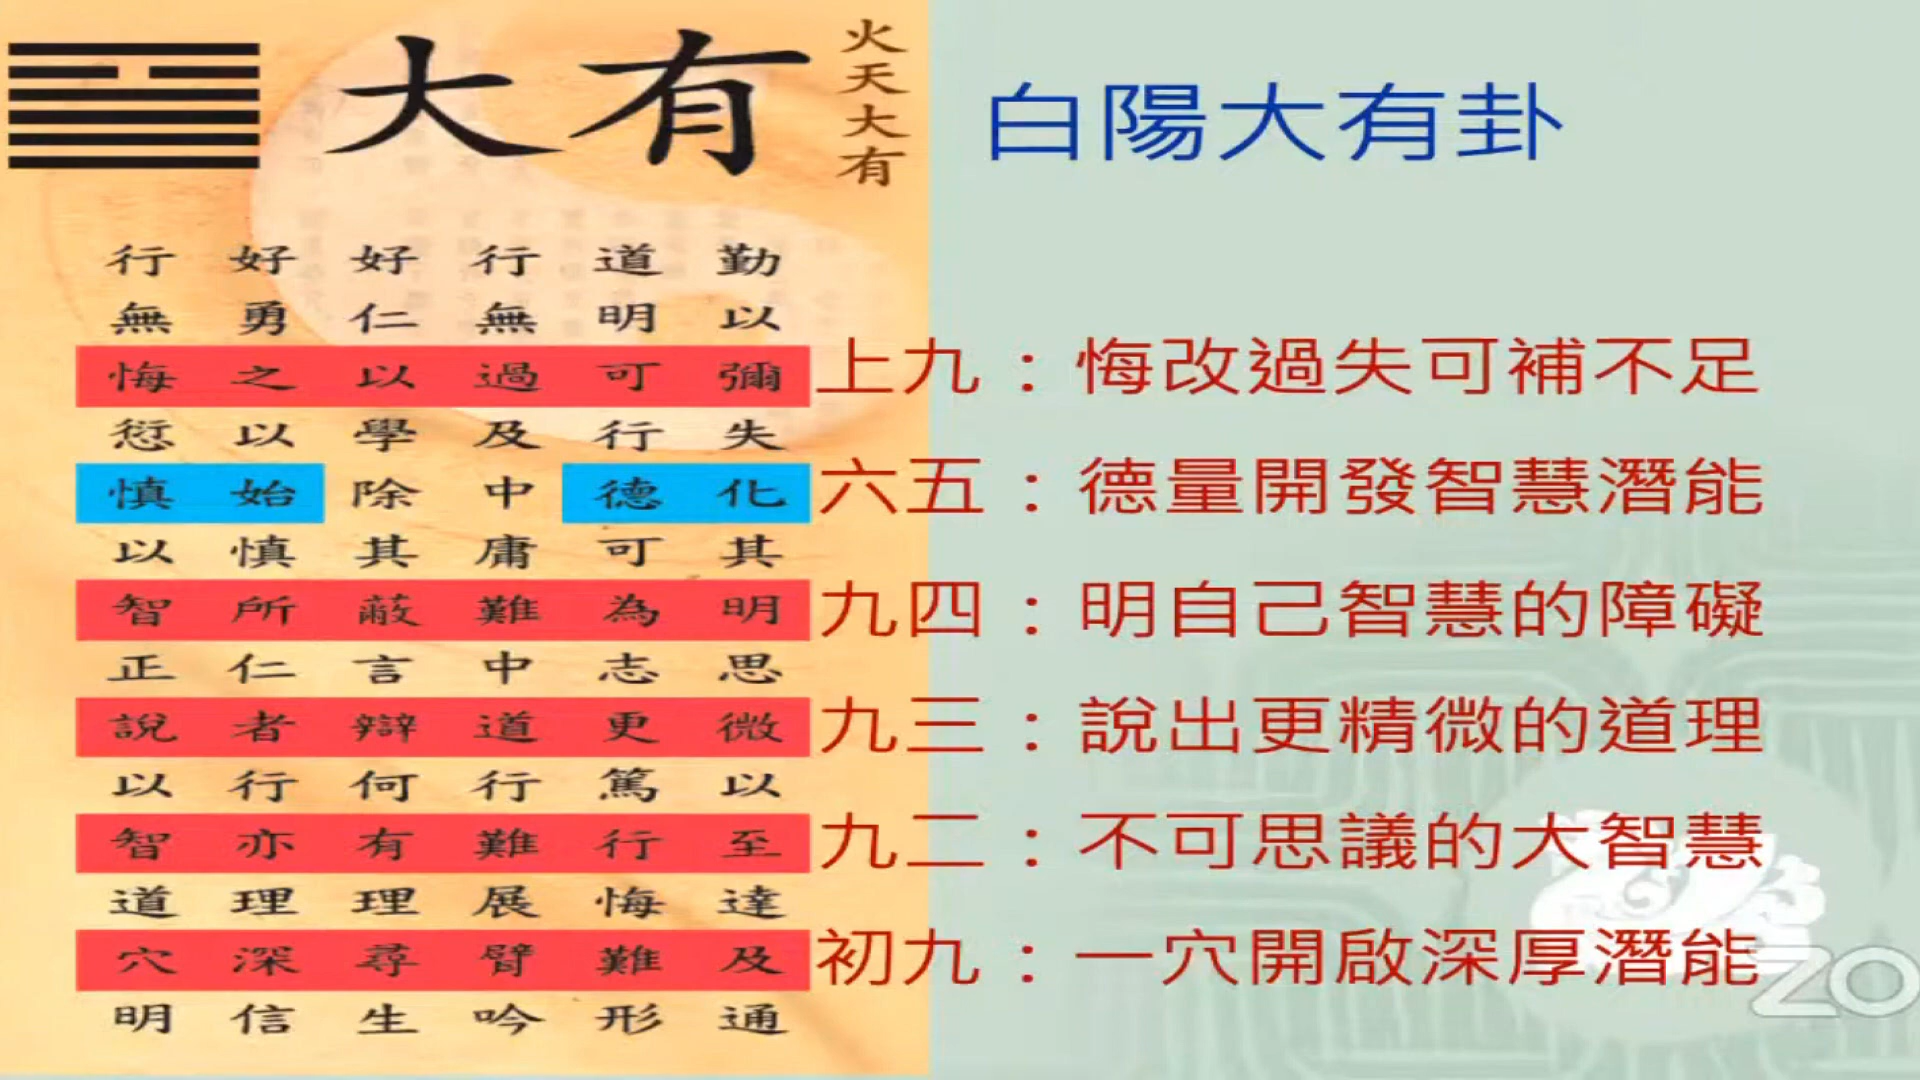 大有
火天大有
白陽大有卦
行好好行道勤
無勇仁無明以
悔之以過可彌
愆以學及行失
慎始除中德化
以慎其庸可其
智所蔽難為明
正仁言中志思
說者辯道更微
以行何行篤以
智亦有難行至
道理理展悔達
穴深尋臂難及
明信生吟形通
上九：悔改過失可補不足
六五：德量開發智慧潛能
九四：明自己智慧的障礙
九三：說出更精微的道理
九二：不可思議的大智慧
初九：一穴開啟深厚潛能